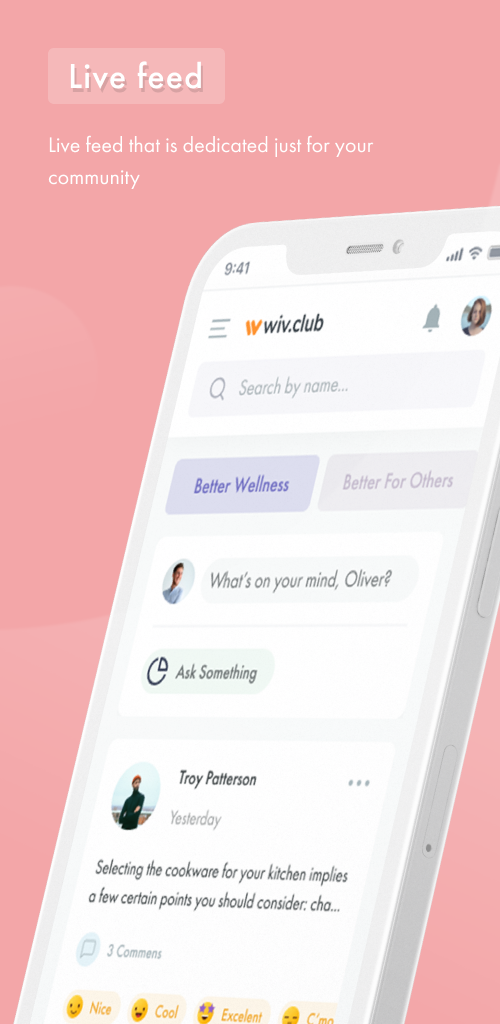 Live feed
Live feed that is dedicated just for your
community
9:41
wiv.club
Search by name...
Better Wellness
Better For Others
What's on your mind, Oliver?
Ask Something
Troy Patterson
Yesterday
Selecting the cookware for your kitchen implies
a few certain points you should consider: cha...
3 Commens
Nice
Cool
Excelent
C'mo